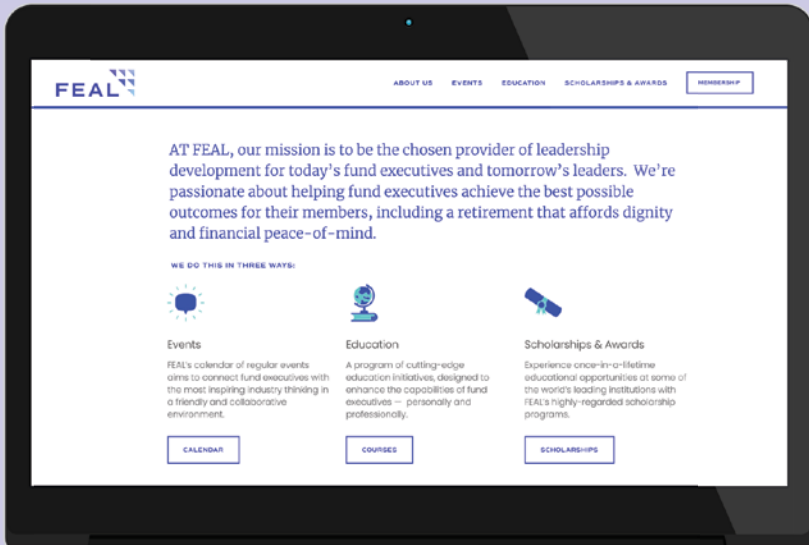 FEAL
ABOUT US EVENTS EDUCATION SCHOLARSHIPS & AWARDS MEMBERSHIP
AT FEAL, our mission is to be the chosen provider of leadership
development for today's fund executives and tomorrow's leaders. We're
passionate about helping fund executives achieve the best possible
outcomes for their members, including a retirement that affords dignity
and financial peace-of-mind.
WE DO THIS IN THREE WAYS:
Events
FEAL's calendar of regular events
aims to connect fund executives with
the most inspiring industry thinking in
a friendly and collaborative
environment.
CALENDAR
Education
A program of cutting-edge
education initiatives, designed to
enhance the capabilities of fund
executives — personally and
professionally.
COURSES
Scholarships & Awards
Experience once-in-a-lifetime
educational opportunities at some of
the world's leading institutions with
FEAL's highly-regarded scholarship
programs.
SCHOLARSHIPS